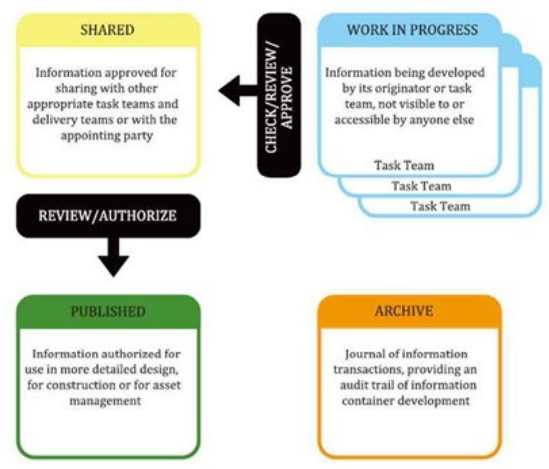 SHARED
Information approved for
sharing with other
appropriate task teams and
delivery teams or with the
appointing party
CHECK/REVIEW/
APPROVE
WORK IN PROGRESS
Information being developed
by its originator or task
team, not visible to or
accessible by anyone else
Task Team
Task Team
Task Team
REVIEW/AUTHORIZE
PUBLISHED
Information authorized for
use in more detailed design,
for construction or for asset
management
ARCHIVE
Journal of information
transactions, providing an
audit trail of information
container development